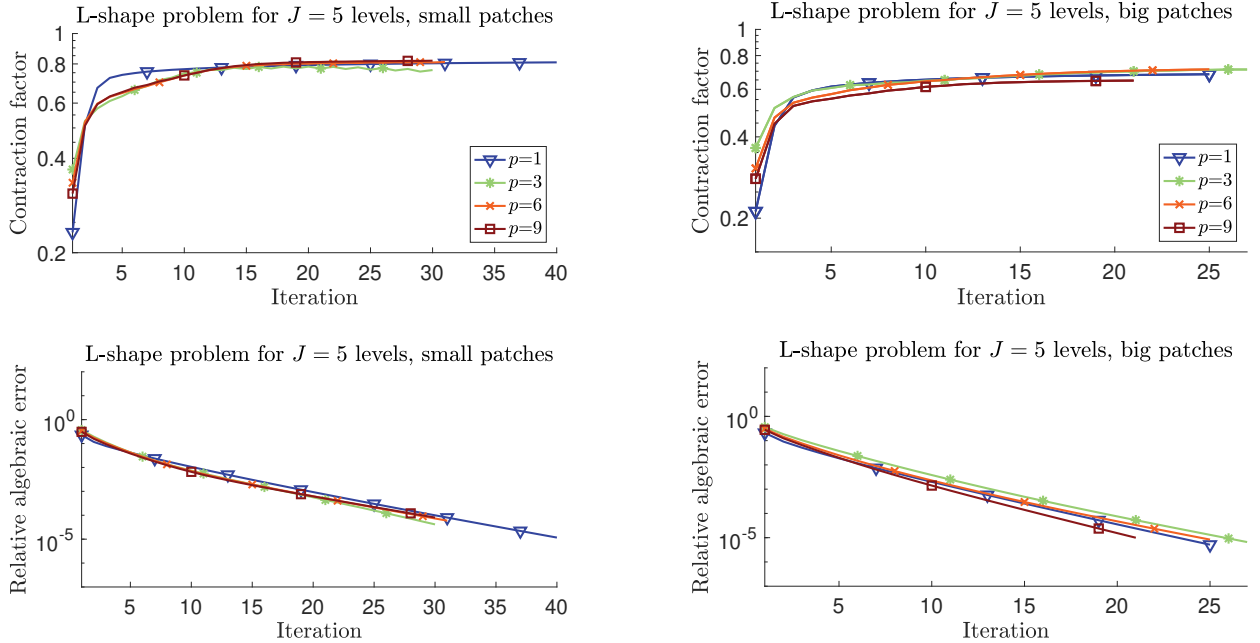 L-shape problem for J = 5 levels, small patches
Contraction factor
1
0.8
0.6
0.4
0.2
p=1
p=3
p=6
p=9
5 10 15 20 25 30 35 40
Iteration
L-shape problem for J = 5 levels, big patches
Contraction factor
1
0.8
0.6
0.4
0.2
p=1
p=3
p=6
p=9
5 10 15 20 25
Iteration
L-shape problem for J = 5 levels, small patches
Relative algebraic error
10^0
10^-5
5 10 15 20 25 30 35 40
Iteration
L-shape problem for J = 5 levels, big patches
Relative algebraic error
10^0
10^-5
5 10 15 20 25
Iteration